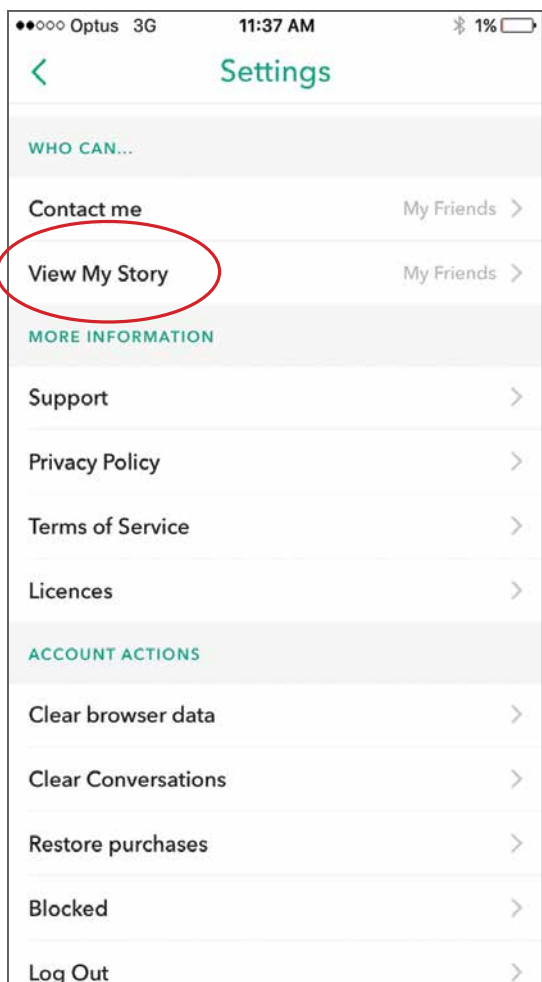 Optus 3G 11:37 AM 1%
Settings
WHO CAN...
Contact me My Friends
View My Story My Friends
MORE INFORMATION
Support
Privacy Policy
Terms of Service
Licences
ACCOUNT ACTIONS
Clear browser data
Clear Conversations
Restore purchases
Blocked
Log Out